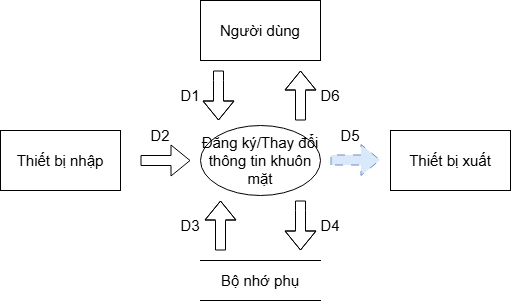 Người dùng
D1
D6
D2
D5
Thiết bị nhập
Đăng ký/Thay đổi
thông tin khuôn
mặt
Thiết bị xuất
D3
D4
Bộ nhớ phụ